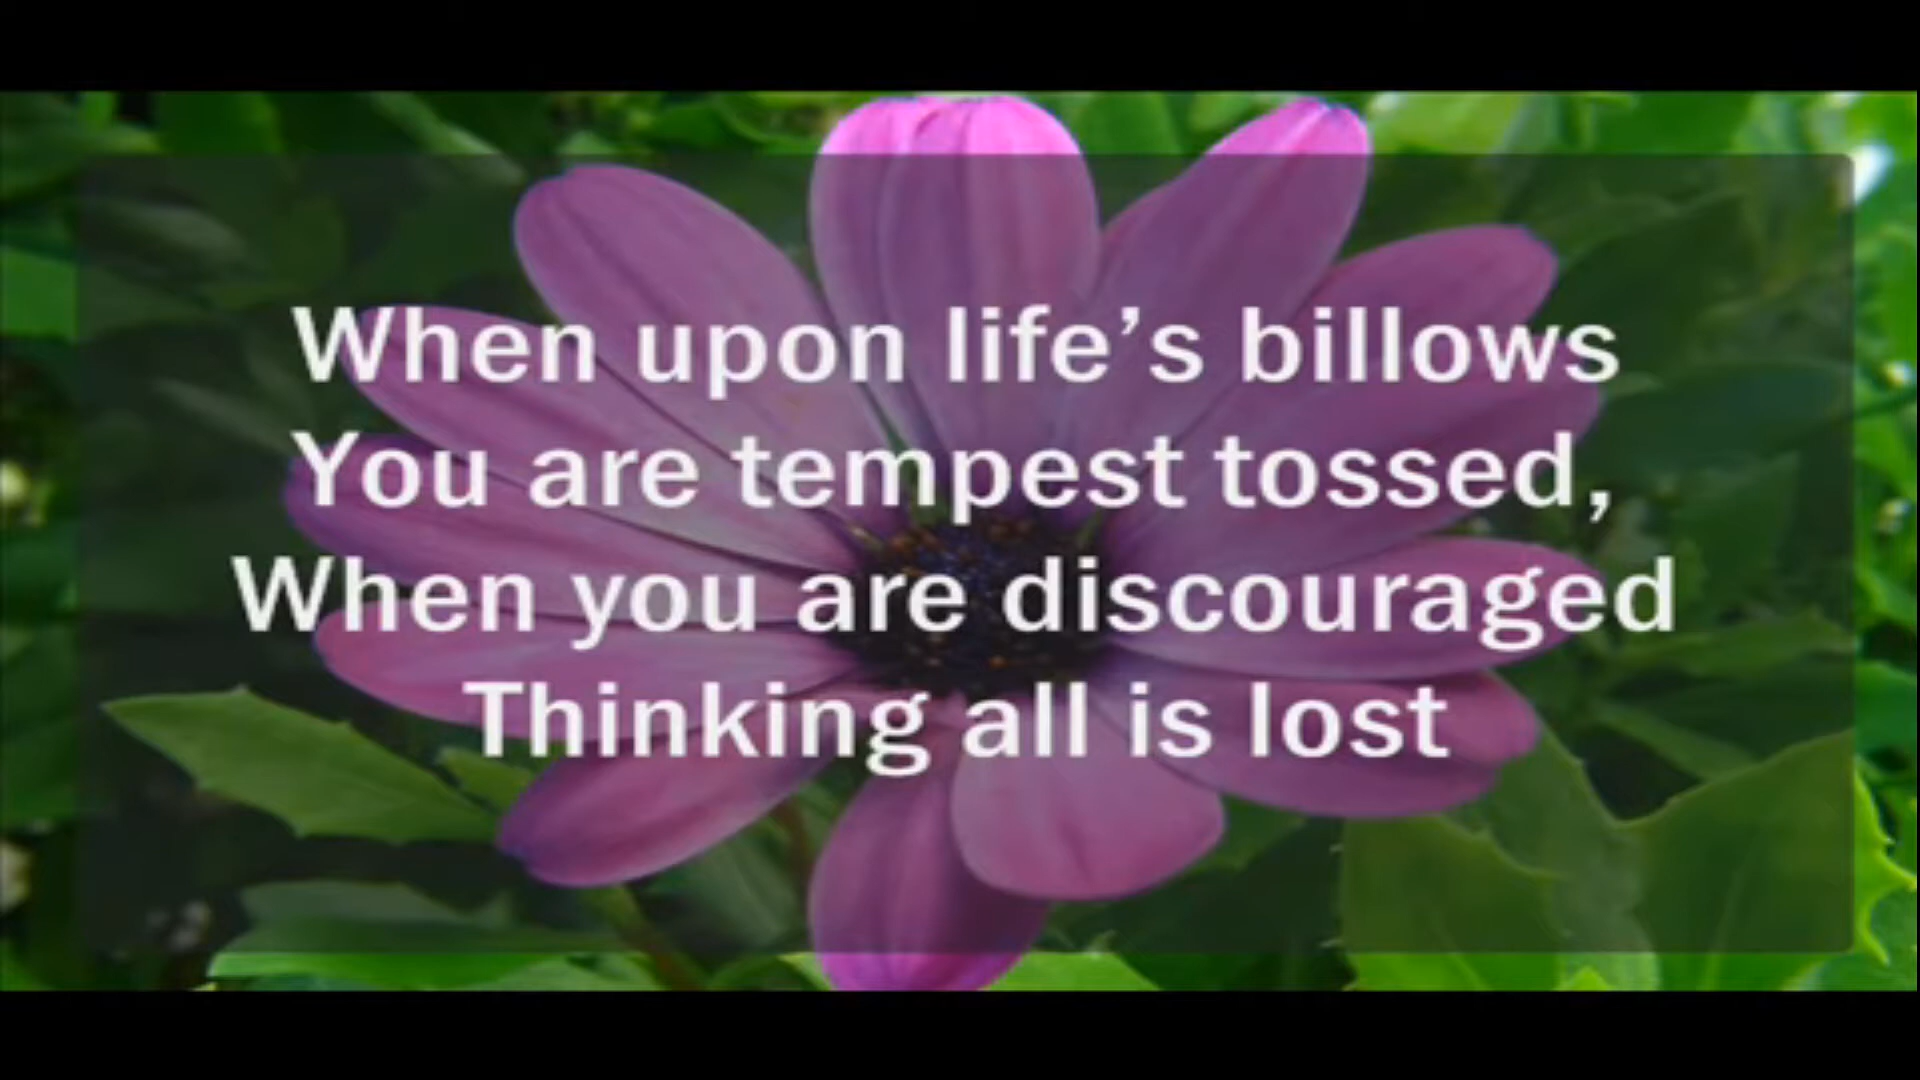 When upon life’s billows
You are tempest tossed,
When you are discouraged
Thinking all is lost